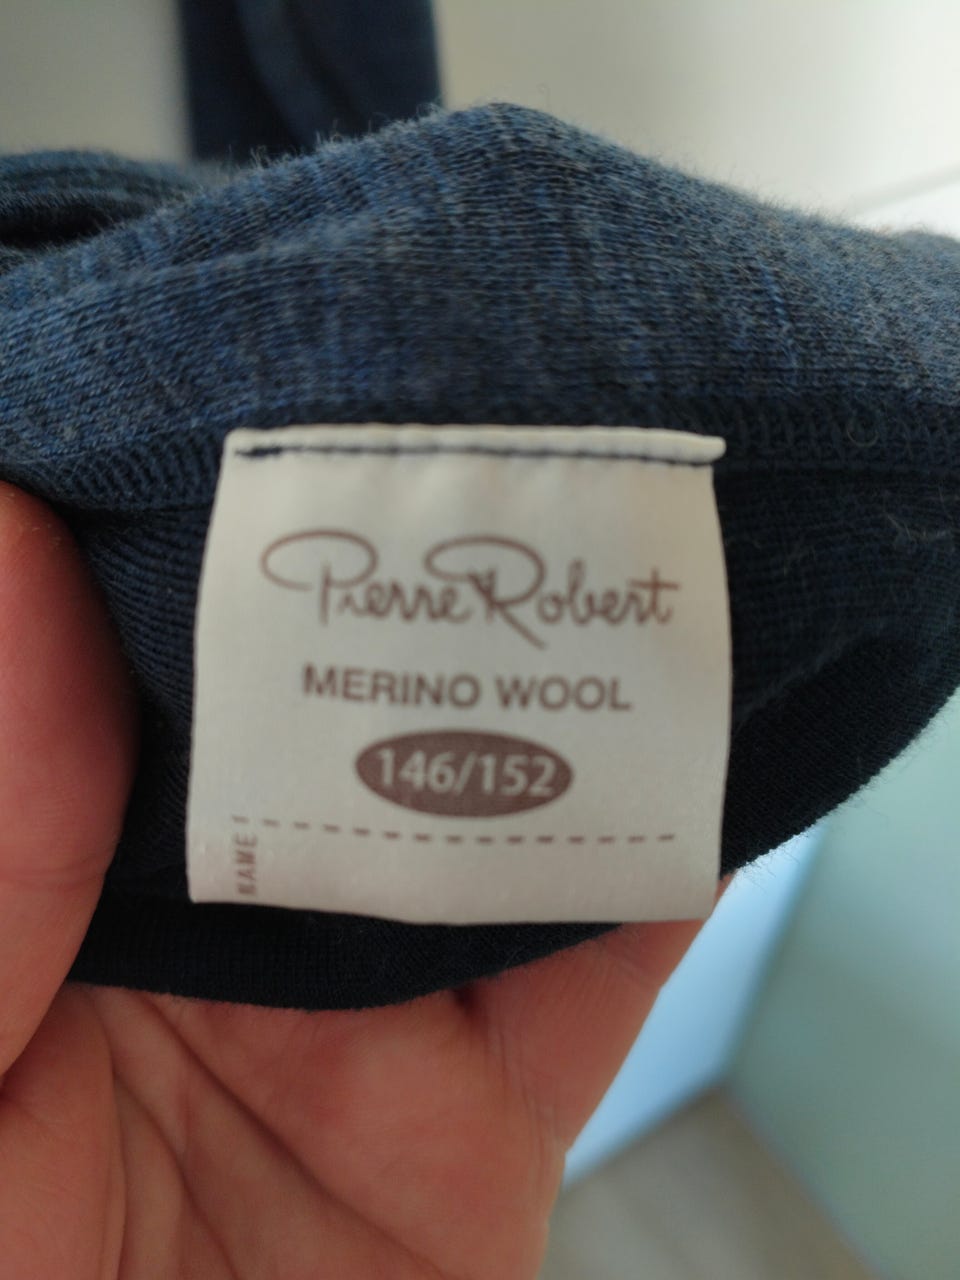 Pierre Robert
MERINO WOOL
146/152
NAME